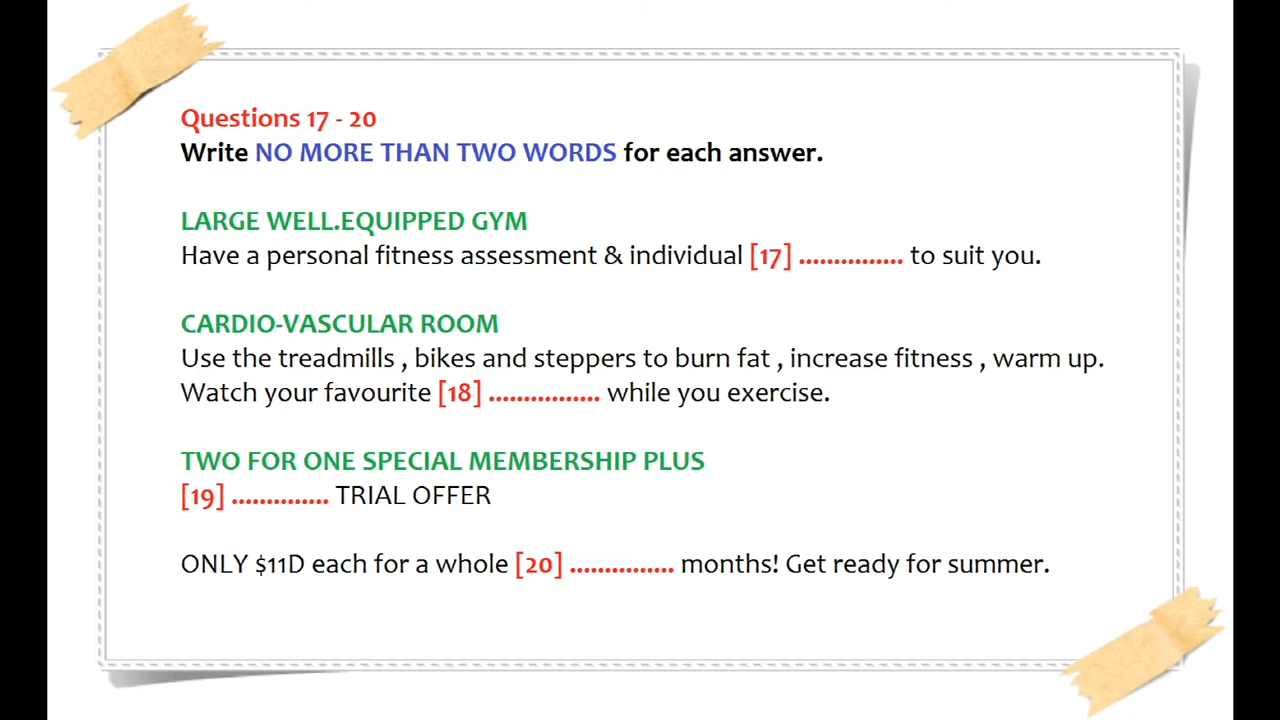 Questions 17 - 20
Write NO MORE THAN TWO WORDS for each answer.
LARGE WELL.EQUIPPED GYM
Have a personal fitness assessment & individual [17] ............... to suit you.
CARDIO-VASCULAR ROOM
Use the treadmills , bikes and steppers to burn fat , increase fitness , warm up.
Watch your favourite [18] ................ while you exercise.
TWO FOR ONE SPECIAL MEMBERSHIP PLUS
[19] .............. TRIAL OFFER
ONLY $11D each for a whole [20] ............... months! Get ready for summer.